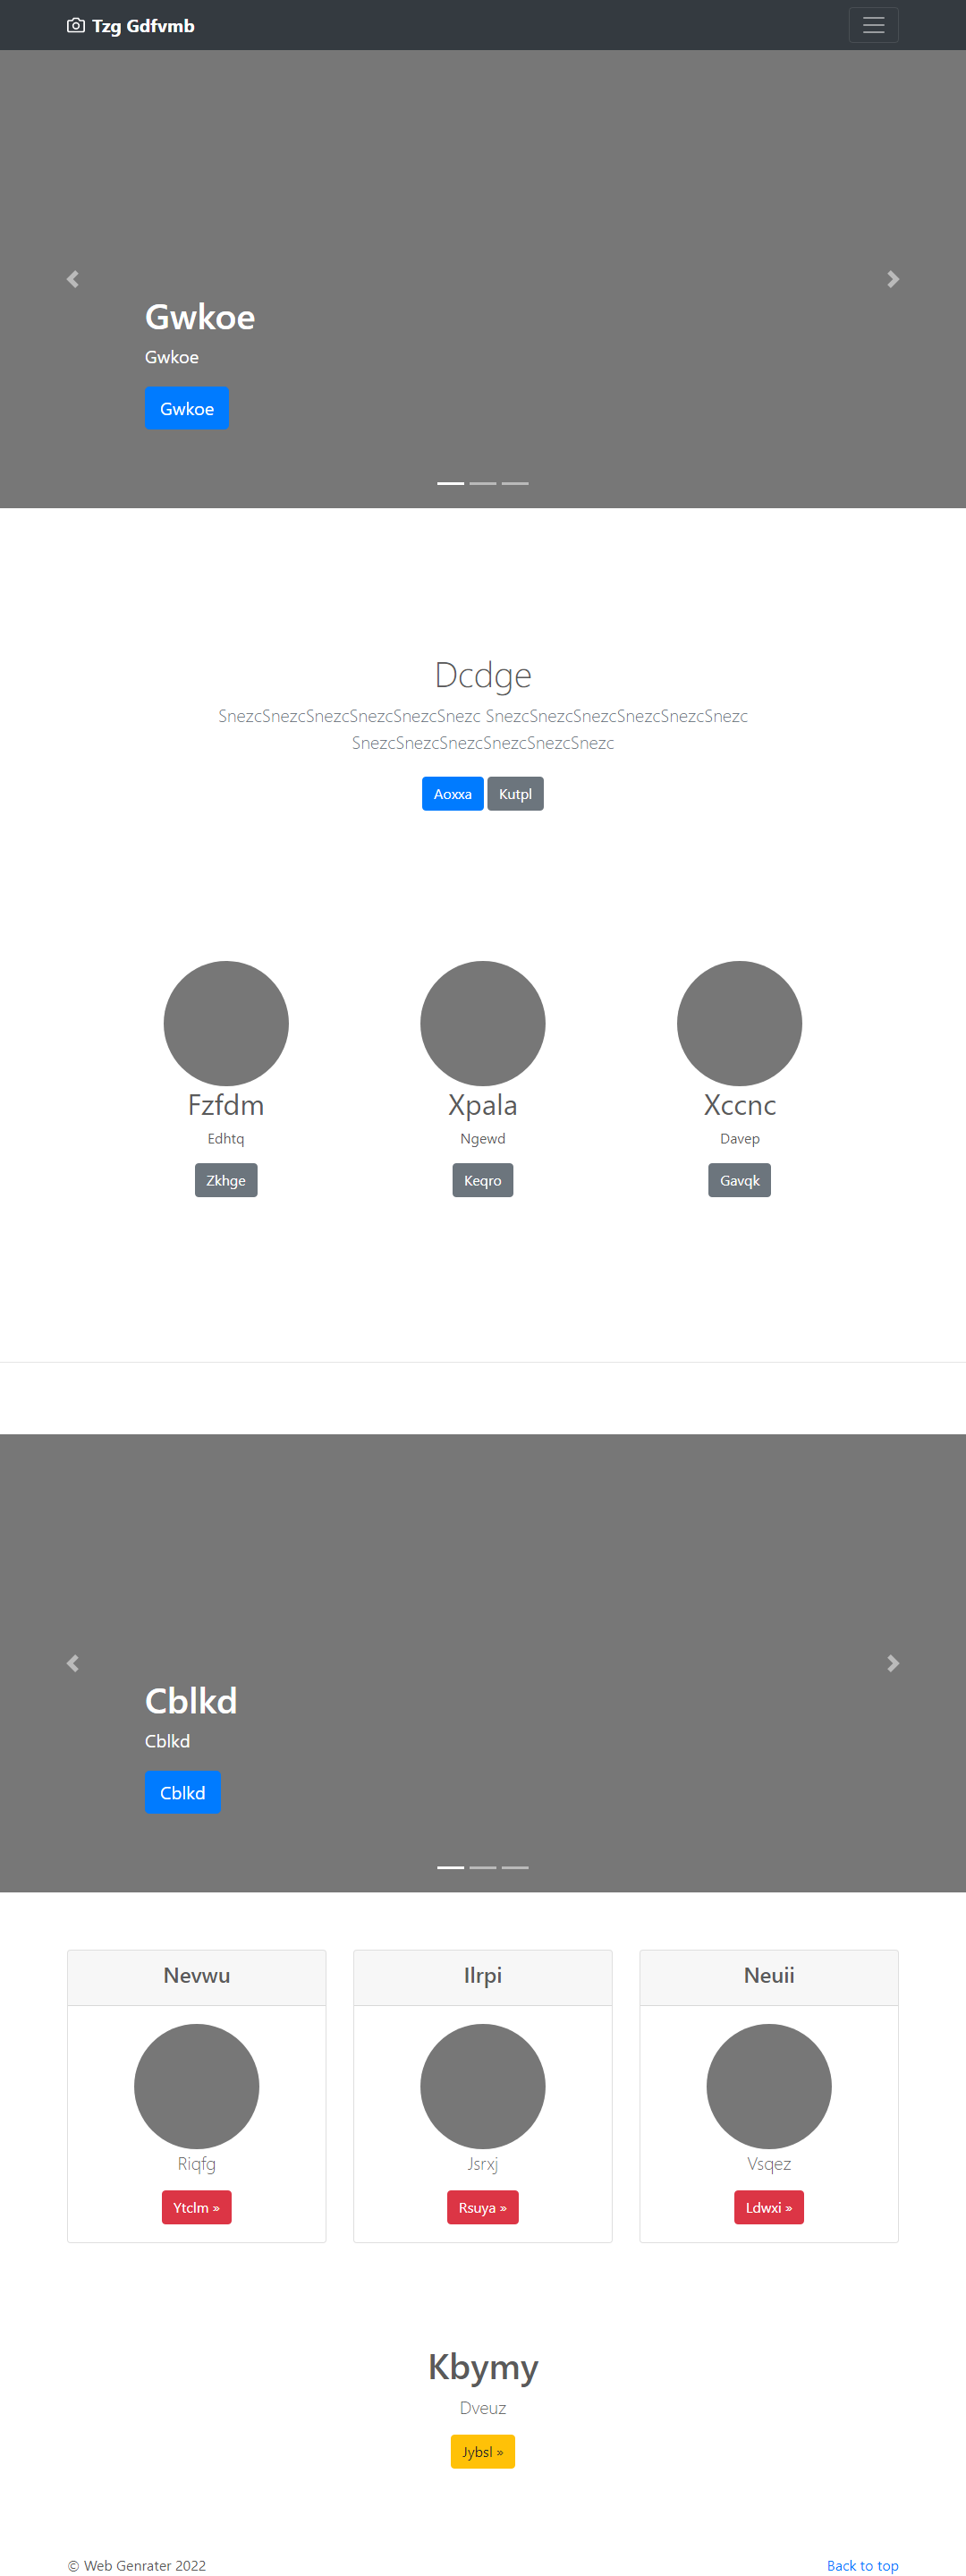 Tzg Gdfvmb
Gwkoe
Gwkoe
Gwkoe
Dcdge
SnezcSnezcSnezcSnezcSnezcSnezc SnezcSnezcSnezcSnezcSnezcSnezc
SnezcSnezcSnezcSnezcSnezcSnezc
Aoxxa Kutpl
Fzfdm
Edhtq
Zkhge
Xpala
Ngewd
Keqro
Xccnc
Davep
Gavqk
Cblkd
Cblkd
Cblkd
Nevwu
Riqfg
Ytclm »
Ilrpi
Jsrxj
Rsuya »
Neuii
Vsqez
Ldwxi »
Kbymy
Dveuz
Jybsl »
© Web Genrater 2022
Back to top